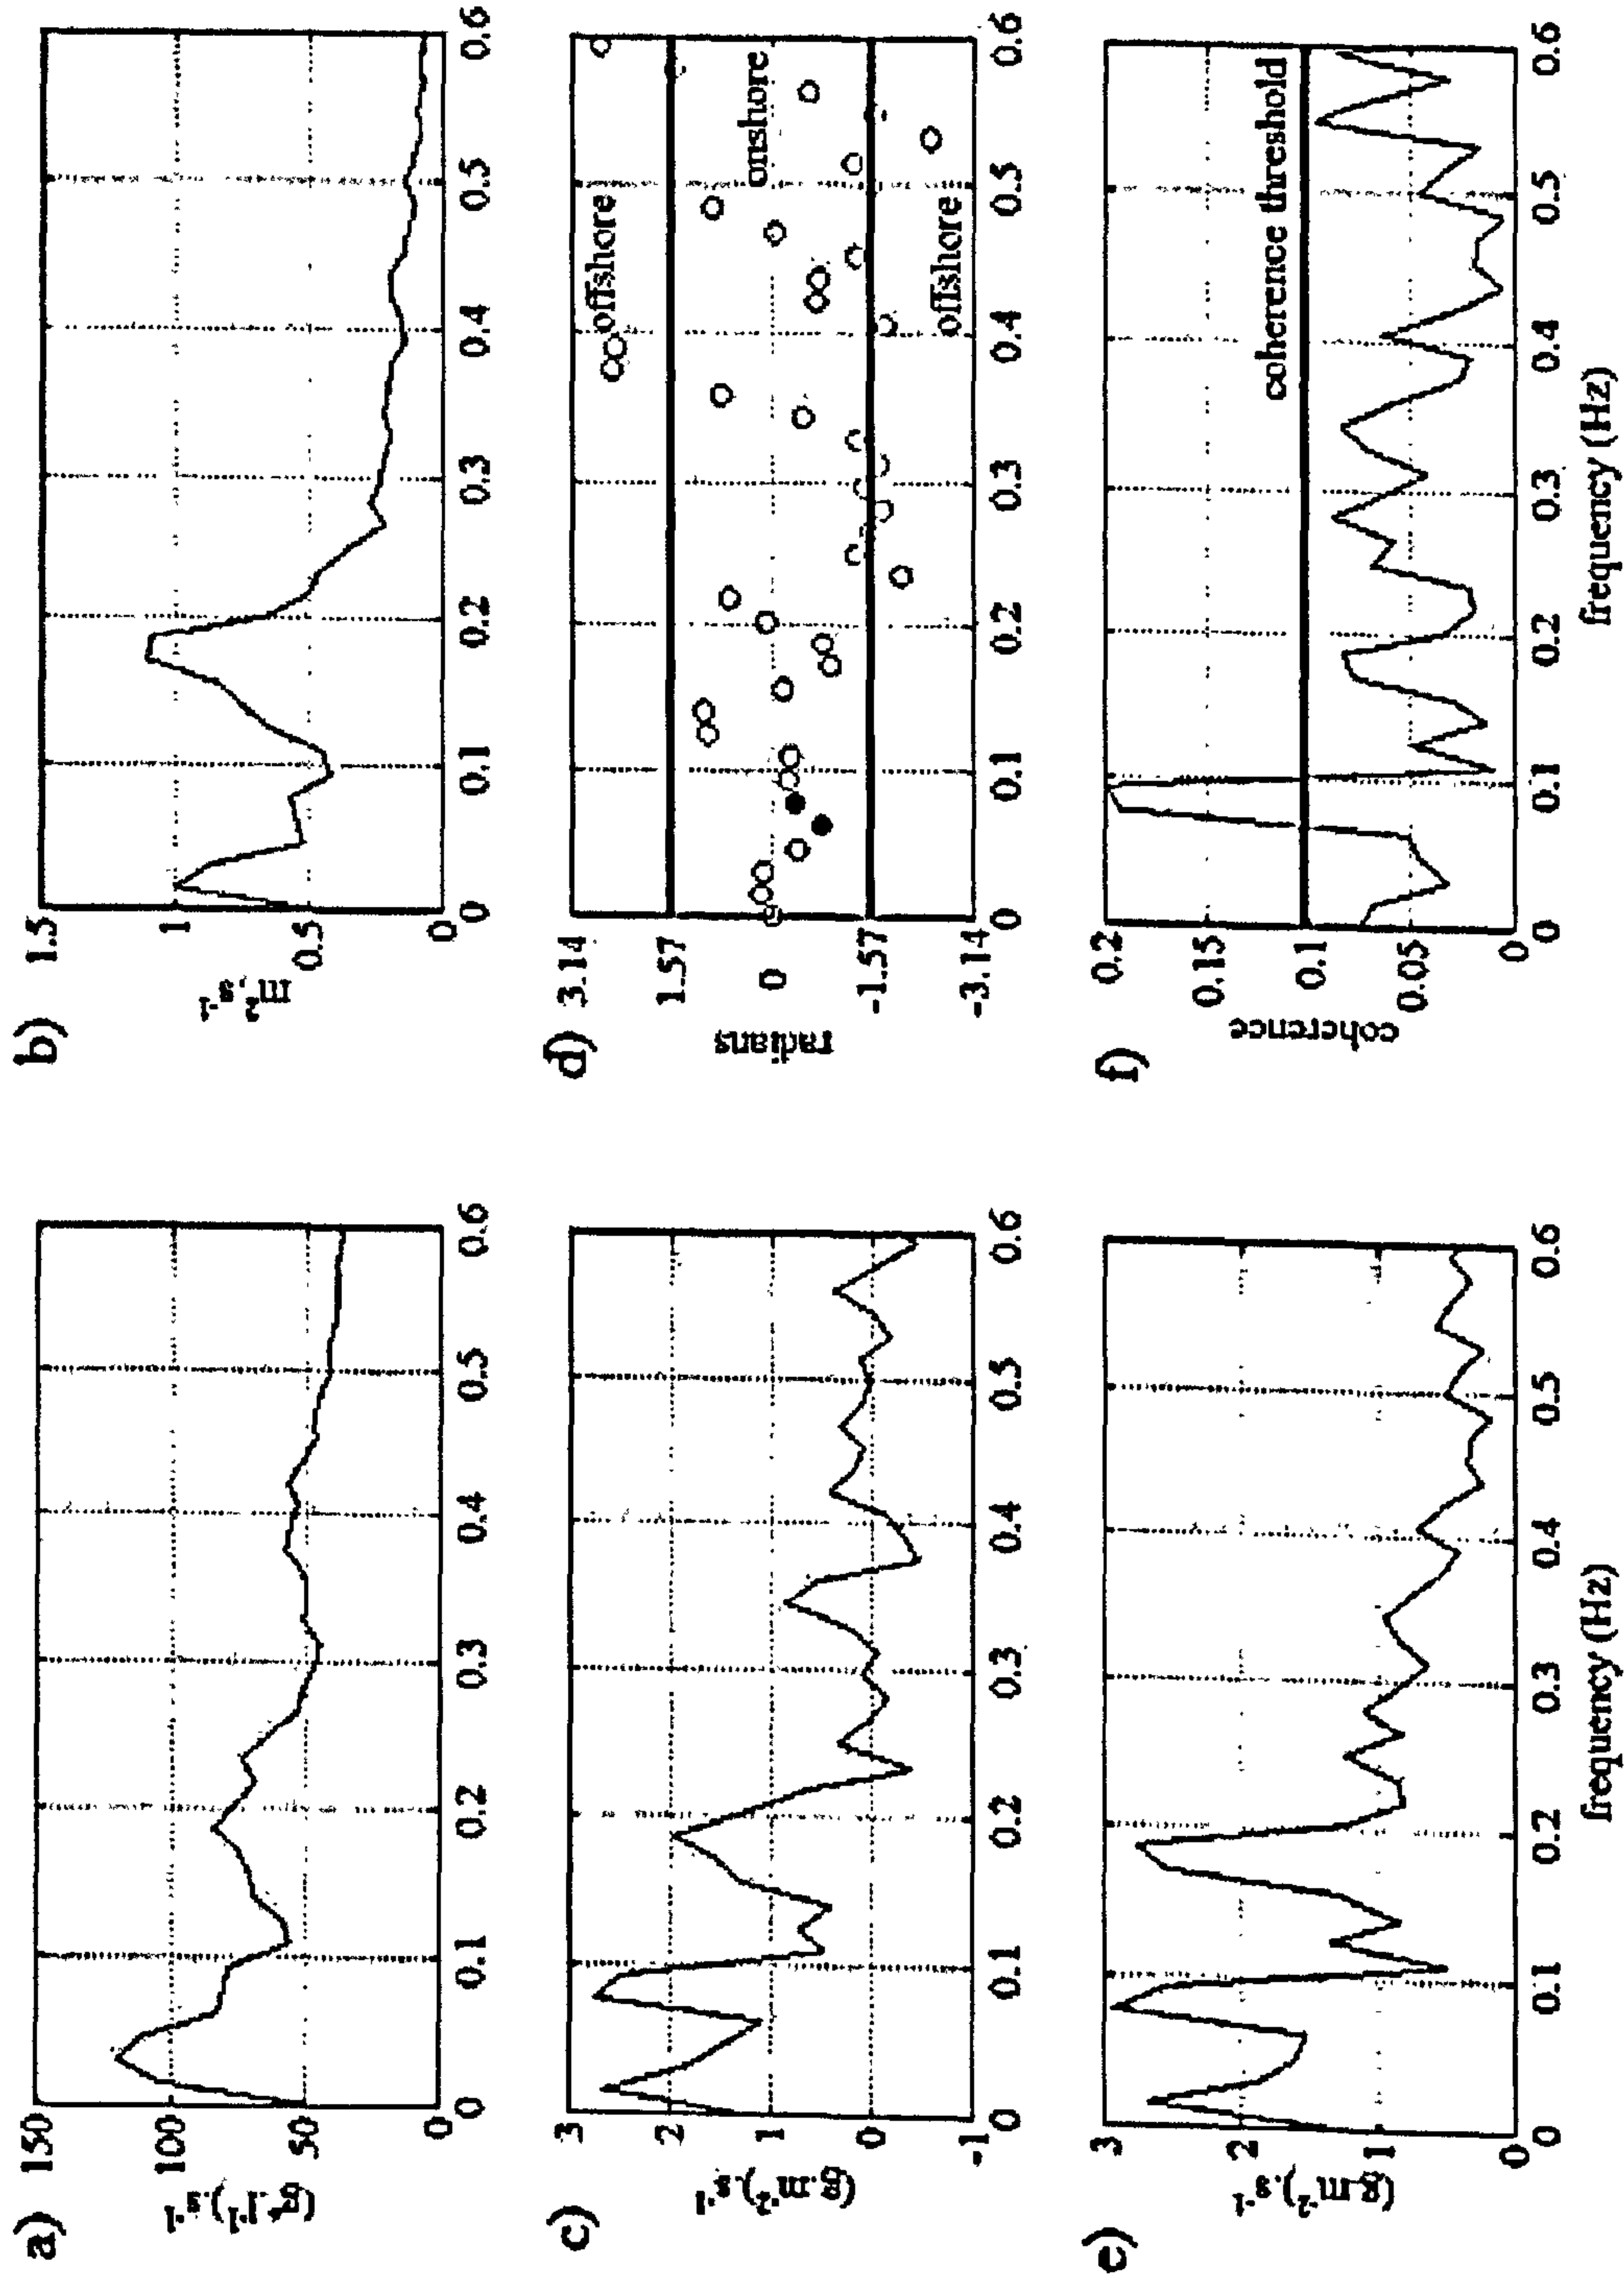 a)
150
100
50
0
(g.l⁻¹).s⁻¹
0 0.1 0.2 0.3 0.4 0.5 0.6
b)
1.5
1
0.5
0
m².s⁻¹
0 0.1 0.2 0.3 0.4 0.5 0.6
c)
3
2
1
0
-1
(g.m⁻²).s⁻¹
0 0.1 0.2 0.3 0.4 0.5 0.6
d)
3.14
1.57
0
-1.57
-3.14
radians
offshore
onshore
offshore
0 0.1 0.2 0.3 0.4 0.5 0.6
e)
3
2
1
0
(g.m⁻²).s⁻¹
0 0.1 0.2 0.3 0.4 0.5 0.6
frequency (Hz)
f)
0.2
0.15
0.1
0.05
0
coherence
coherence threshold
0 0.1 0.2 0.3 0.4 0.5 0.6
frequency (Hz)